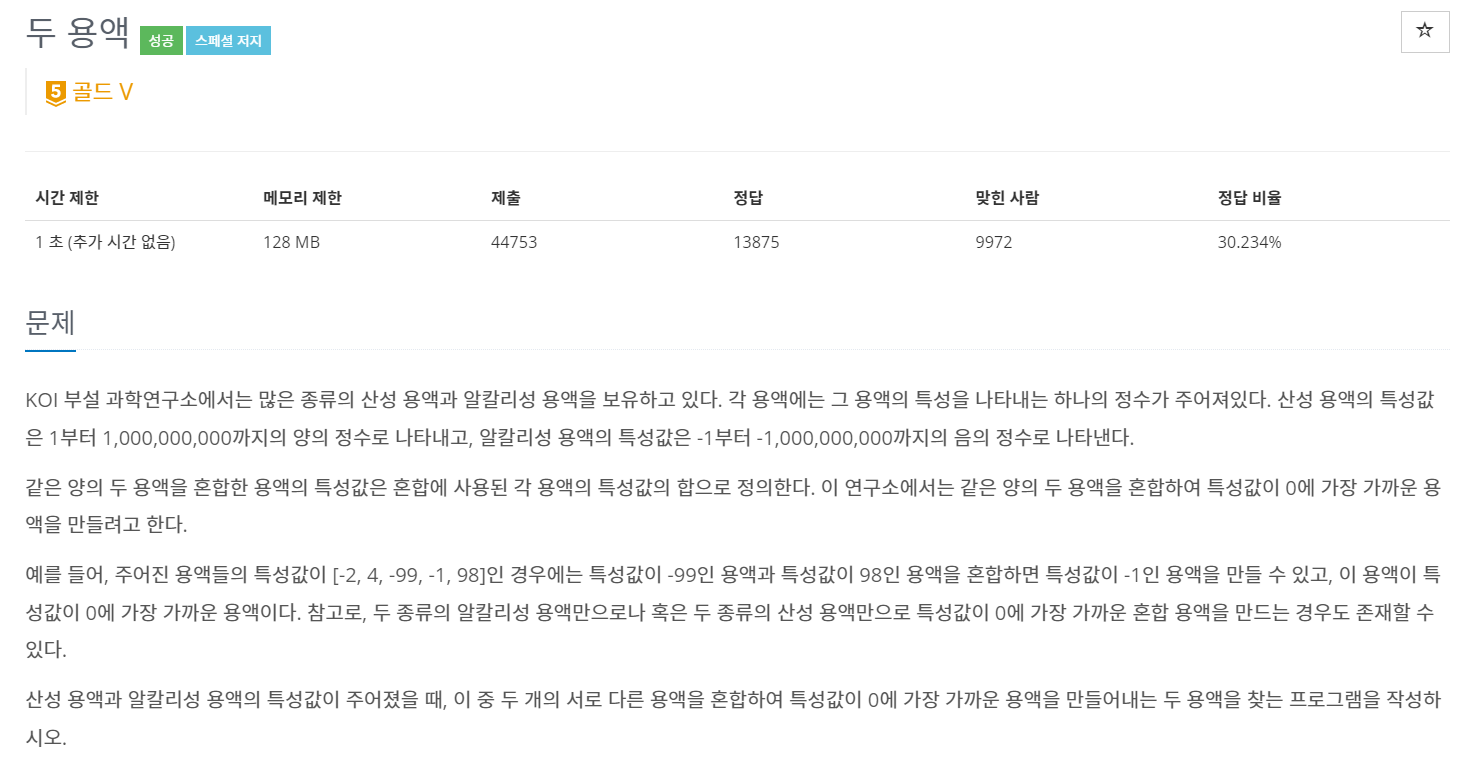 두 용액 성공 스페셜 저지
☆
5 골드 V
시간 제한 메모리 제한 제출 정답 맞힌 사람 정답 비율
1 초 (추가 시간 없음) 128 MB 44753 13875 9972 30.234%
문제
KOI 부설 과학연구소에서는 많은 종류의 산성 용액과 알칼리성 용액을 보유하고 있다. 각 용액에는 그 용액의 특성을 나타내는 하나의 정수가 주어져있다. 산성 용액의 특성값
은 1부터 1,000,000,000까지의 양의 정수로 나타내고, 알칼리성 용액의 특성값은 -1부터 -1,000,000,000까지의 음의 정수로 나타낸다.
같은 양의 두 용액을 혼합한 용액의 특성값은 혼합에 사용된 각 용액의 특성값의 합으로 정의한다. 이 연구소에서는 같은 양의 두 용액을 혼합하여 특성값이 0에 가장 가까운 용
액을 만들려고 한다.
예를 들어, 주어진 용액들의 특성값이 [-2, 4, -99, -1, 98]인 경우에는 특성값이 -99인 용액과 특성값이 98인 용액을 혼합하면 특성값이 -1인 용액을 만들 수 있고, 이 용액이 특
성값이 0에 가장 가까운 용액이다. 참고로, 두 종류의 알칼리성 용액만으로나 혹은 두 종류의 산성 용액만으로 특성값이 0에 가장 가까운 혼합 용액을 만드는 경우도 존재할 수
있다.
산성 용액과 알칼리성 용액의 특성값이 주어졌을 때, 이 중 두 개의 서로 다른 용액을 혼합하여 특성값이 0에 가장 가까운 용액을 만들어내는 두 용액을 찾는 프로그램을 작성하
시오.